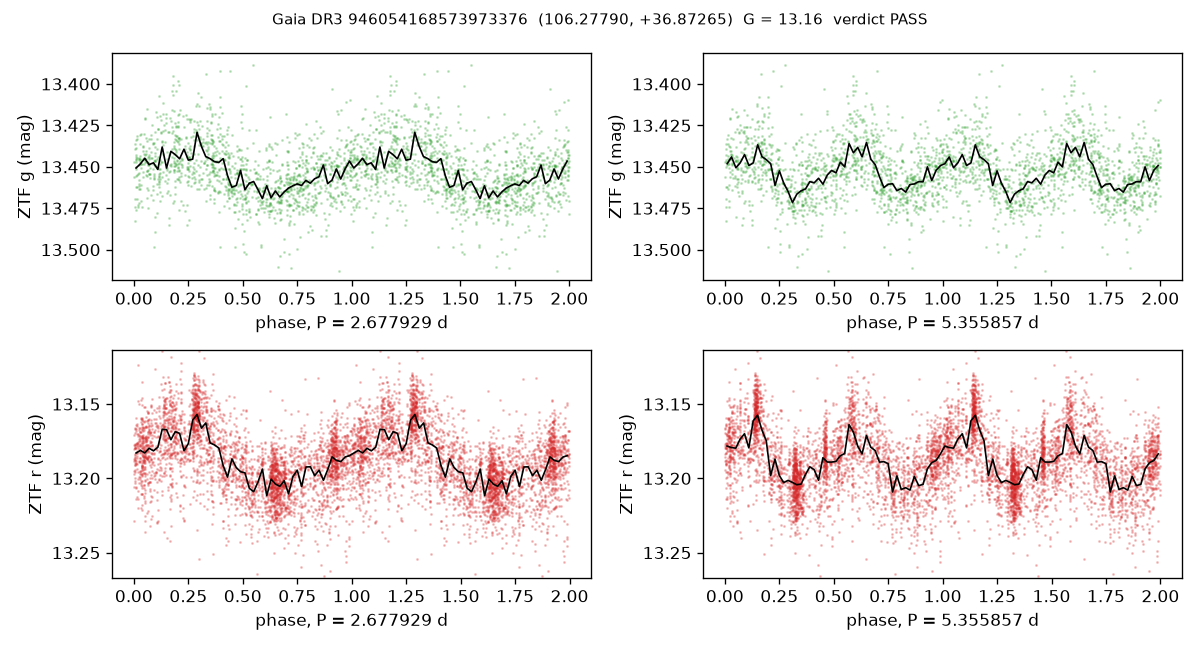 Gaia DR3 946054168573973376 (106.27790, +36.87265) G = 13.16 verdict PASS
ZTF g (mag)
13.400
13.425
13.450
13.475
13.500
0.00 0.25 0.50 0.75 1.00 1.25 1.50 1.75 2.00
phase, P = 2.677929 d
ZTF g (mag)
13.400
13.425
13.450
13.475
13.500
0.00 0.25 0.50 0.75 1.00 1.25 1.50 1.75 2.00
phase, P = 5.355857 d
ZTF r (mag)
13.15
13.20
13.25
0.00 0.25 0.50 0.75 1.00 1.25 1.50 1.75 2.00
phase, P = 2.677929 d
ZTF r (mag)
13.15
13.20
13.25
0.00 0.25 0.50 0.75 1.00 1.25 1.50 1.75 2.00
phase, P = 5.355857 d